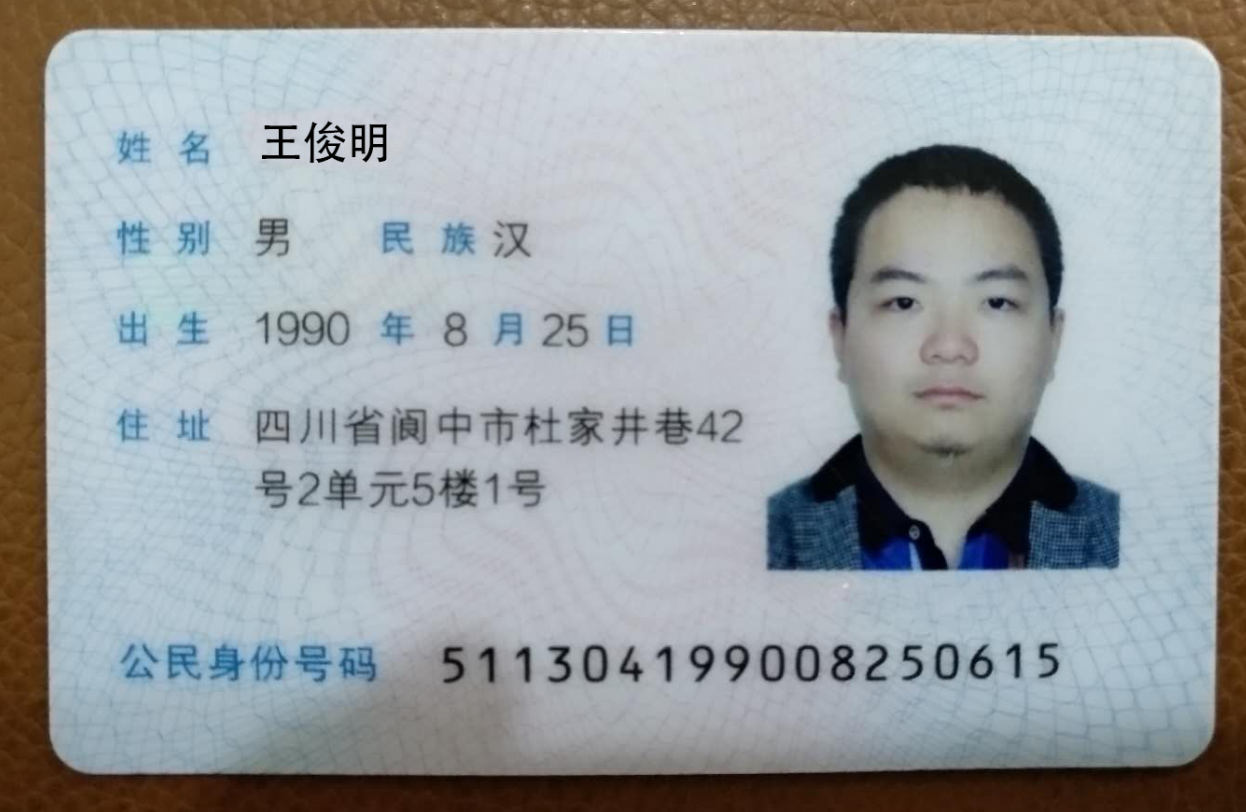 姓名 王俊明
性别 男 民族 汉
出生 1990 年 8 月 25 日
住址 四川省阆中市杜家井巷42
号2单元5楼1号
公民身份号码 511304199008250615